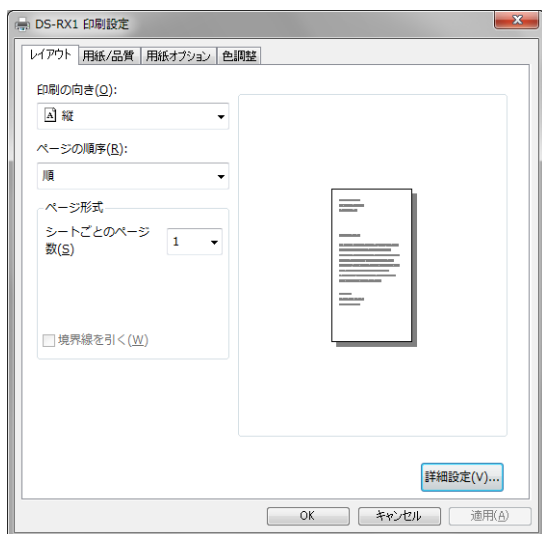 DS-RX1 印刷設定
レイアウト 用紙/品質 用紙オプション 色調整
印刷の向き(O):
A 縦
ページの順序(R):
順
ページ形式
シートごとのページ
数(S)
1
境界線を引く(W)
詳細設定(V)...
OK キャンセル 適用(A)